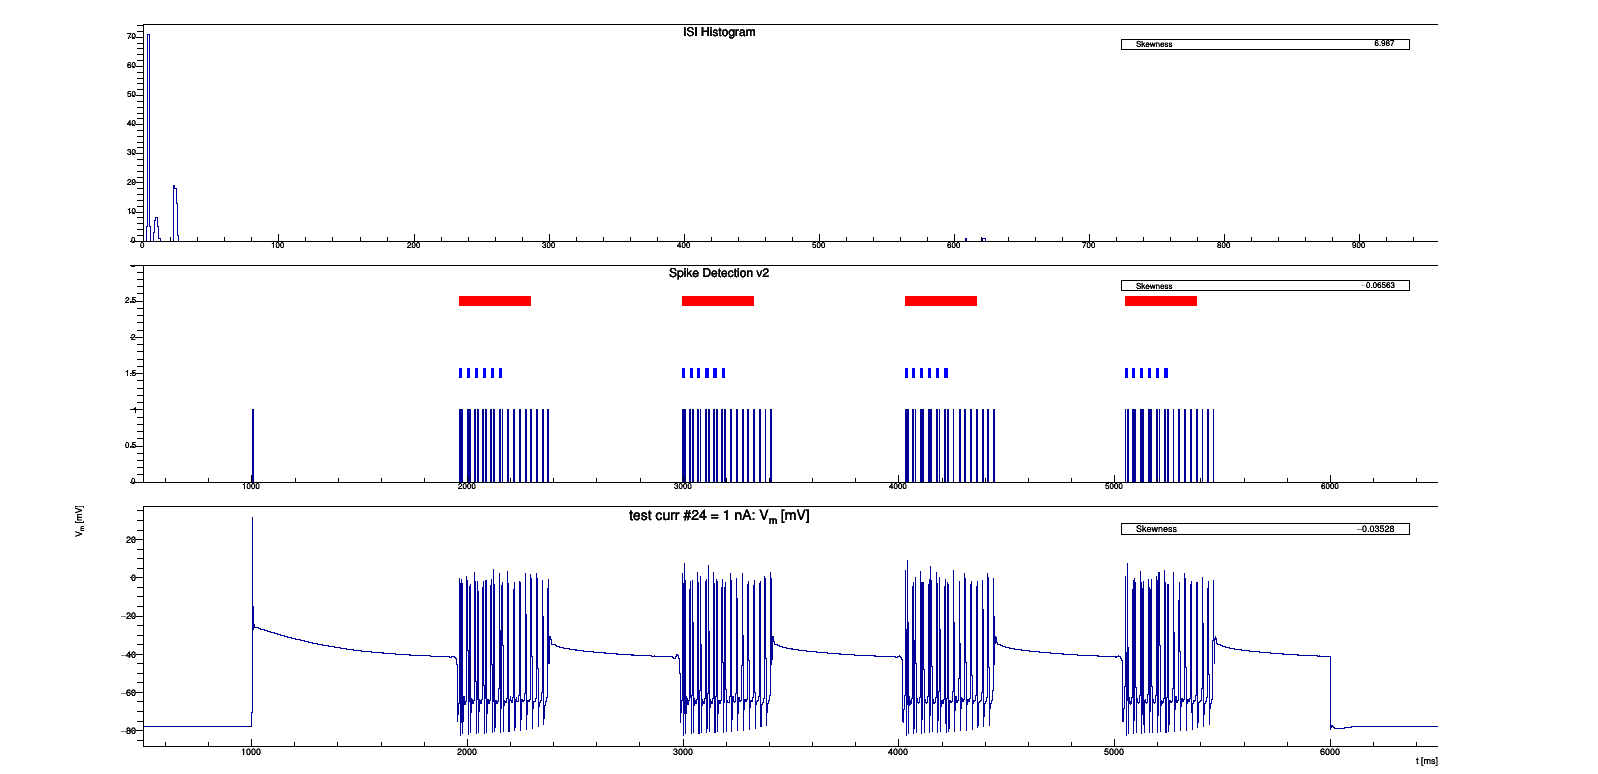 ISI Histogram
Skewness 6.987
70
60
50
40
30
20
10
0
0 100 200 300 400 500 600 700 800 900
Spike Detection v2
Skewness −0.06563
2.5
2
1.5
1
0.5
0
1000 2000 3000 4000 5000 6000
test curr #24 = 1 nA: Vm [mV]
Skewness −0.03528
Vm [mV]
20
0
−20
−40
−60
−80
1000 2000 3000 4000 5000 6000
t [ms]